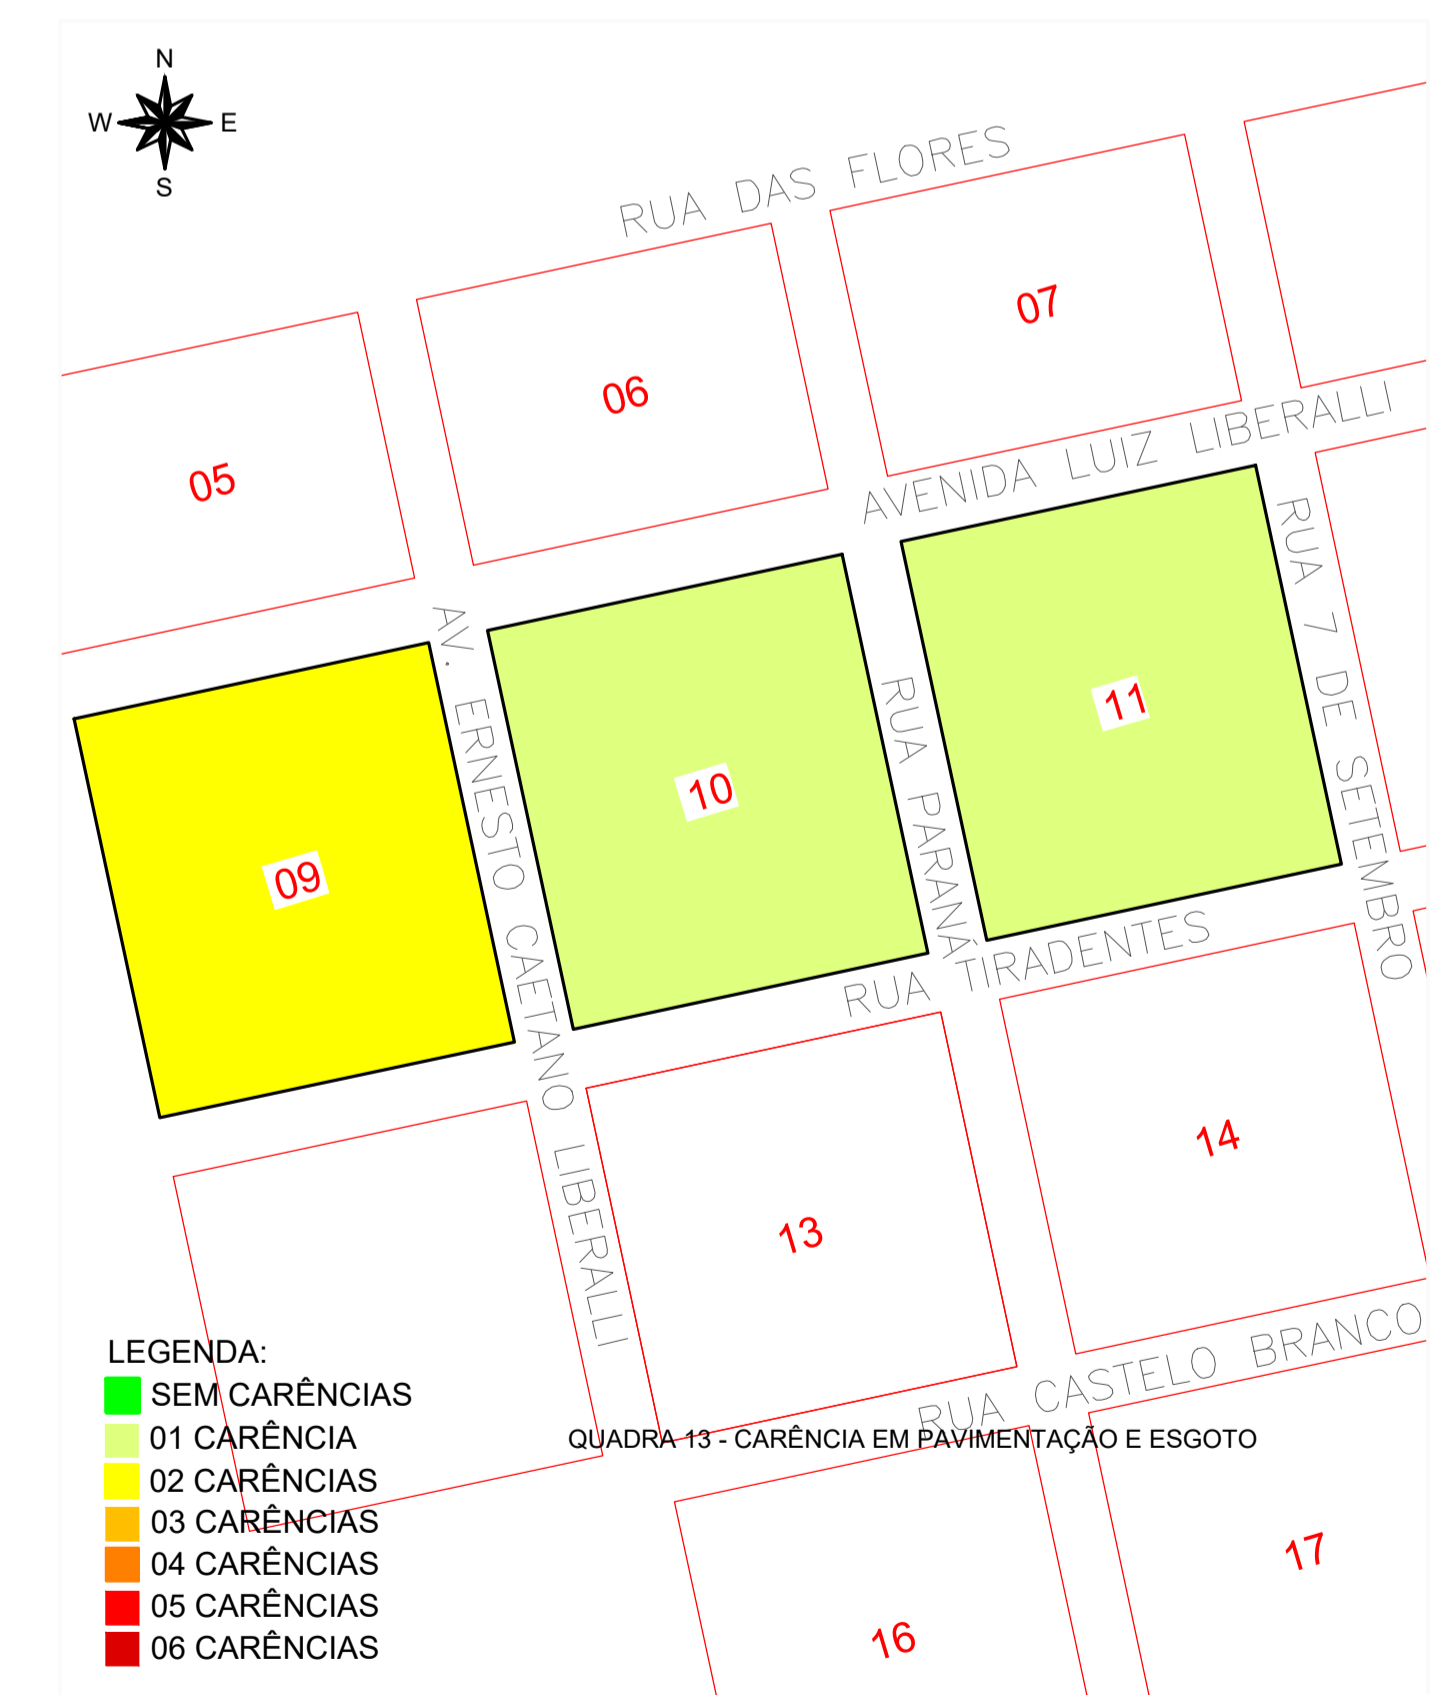 N
W E
S
RUA DAS FLORES
07
06
05
AVENIDA LUIZ LIBERALLI
RUA 7 DE SETEMBRO
AV. ERNESTO CAETANO LIBERALLI
RUA PARANÁ
11
10
09
RUA TIRADENTES
14
13
RUA CASTELO BRANCO
QUADRA 13 - CARÊNCIA EM PAVIMENTAÇÃO E ESGOTO
17
16
LEGENDA:
SEM CARÊNCIAS
01 CARÊNCIA
02 CARÊNCIAS
03 CARÊNCIAS
04 CARÊNCIAS
05 CARÊNCIAS
06 CARÊNCIAS